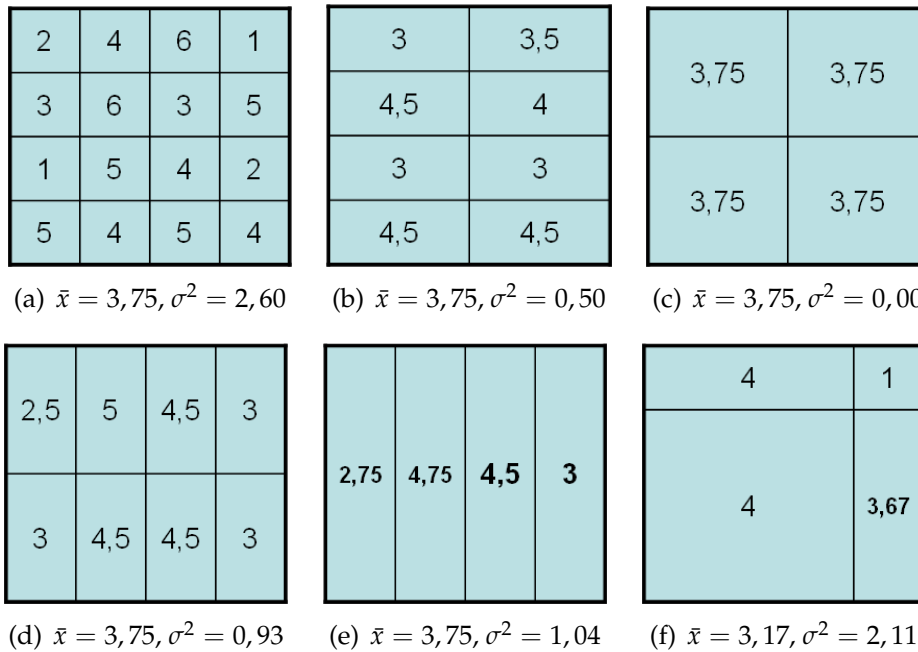 2 4 6 1
3 6 3 5
1 5 4 2
5 4 5 4
(a) x̄ = 3,75, σ² = 2,60
3 3,5
4,5 4
3 3
4,5 4,5
(b) x̄ = 3,75, σ² = 0,50
3,75 3,75
3,75 3,75
(c) x̄ = 3,75, σ² = 0,00
2,5 5 4,5 3
3 4,5 4,5 3
(d) x̄ = 3,75, σ² = 0,93
2,75 4,75 4,5 3
(e) x̄ = 3,75, σ² = 1,04
4 1
4 3,67
(f) x̄ = 3,17, σ² = 2,11